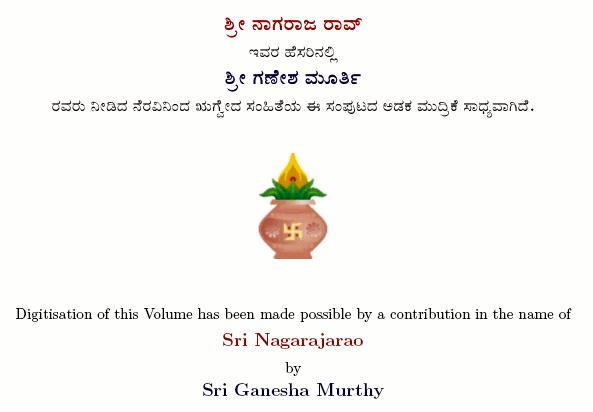 ಶ್ರೀ ನಾಗರಾಜ ರಾವ್
ಇವರ ಹೆಸರಿನಲ್ಲಿ
ಶ್ರೀ ಗಣೇಶ ಮೂರ್ತಿ
ರವರು ನೀಡಿದ ನೆರವಿನಿಂದ ಋಗ್ವೇದ ಸಂಹಿತೆಯ ಈ ಸಂಪುಟದ ಅಡಕ ಮುದ್ರಿಕೆ ಸಾಧ್ಯವಾಗಿದೆ.
Digitisation of this Volume has been made possible by a contribution in the name of
Sri Nagarajarao
by
Sri Ganesha Murthy